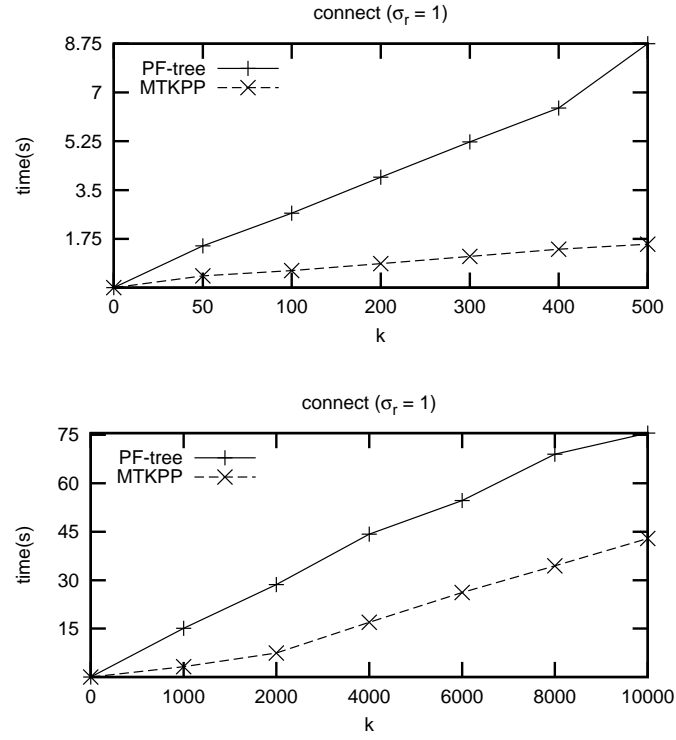 connect (σr = 1)
8.75
7
5.25
3.5
1.75
time(s)
PF-tree
MTKPP
0 50 100 200 300 400 500
k
connect (σr = 1)
75
60
45
30
15
time(s)
PF-tree
MTKPP
0 1000 2000 4000 6000 8000 10000
k